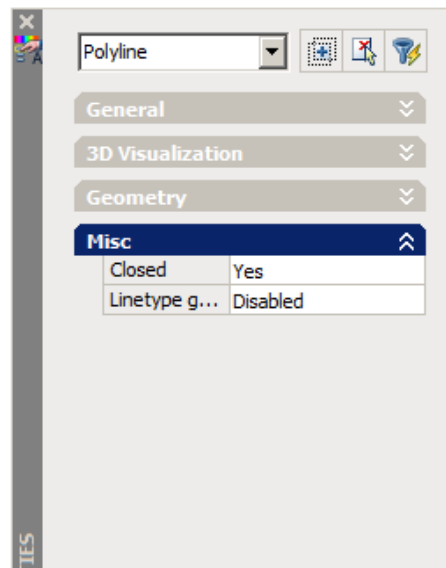 Polyline
General
3D Visualization
Geometry
Misc
Closed Yes
Linetype g... Disabled
TIES